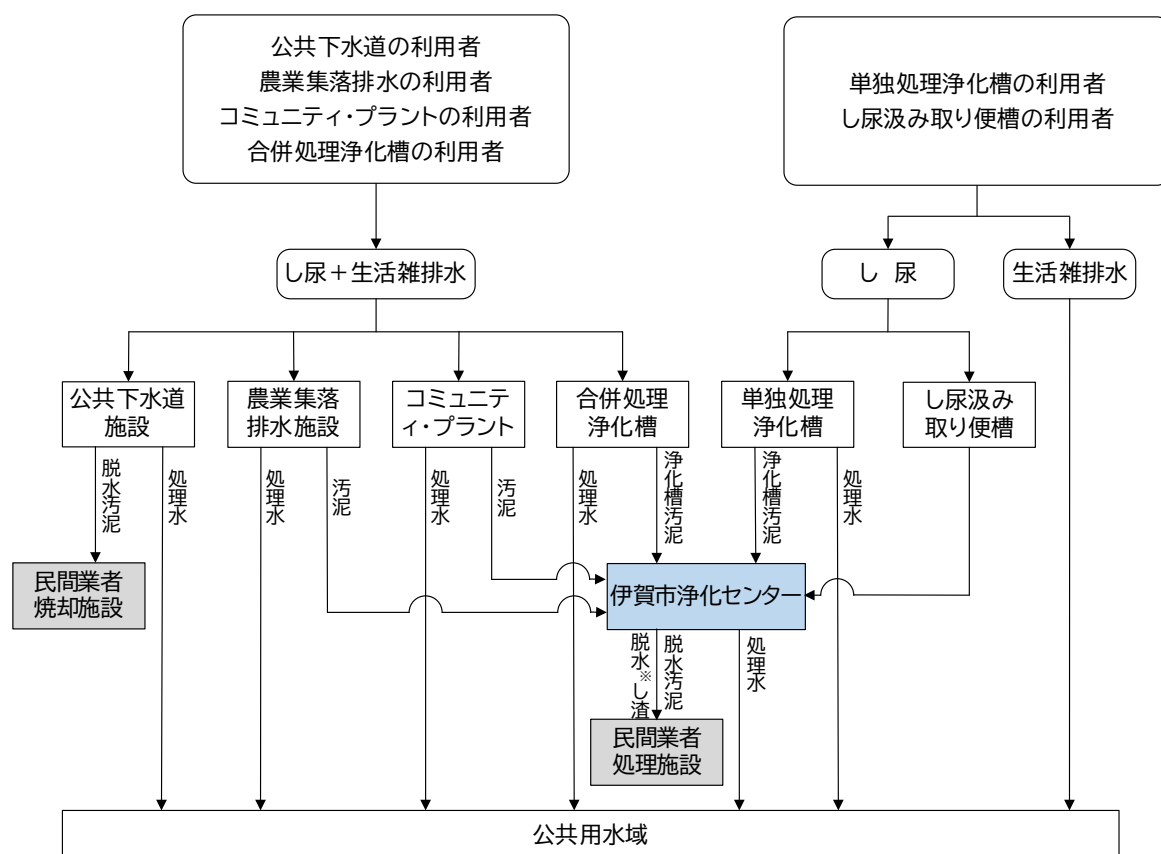 公共下水道の利用者
農業集落排水の利用者
コミュニティ・プラントの利用者
合併処理浄化槽の利用者
単独処理浄化槽の利用者
し尿汲み取り便槽の利用者
し尿＋生活雑排水
し 尿
生活雑排水
公共下水道
施設
農業集落
排水施設
コミュニテ
ィ・プラント
合併処理
浄化槽
単独処理
浄化槽
し尿汲み
取り便槽
脱水汚泥
処理水
処理水
汚泥
処理水
汚泥
処理水
浄化槽汚泥
浄化槽汚泥
処理水
民間業者
焼却施設
伊賀市浄化センター
脱水※し渣
脱水汚泥
処理水
民間業者
処理施設
公共用水域